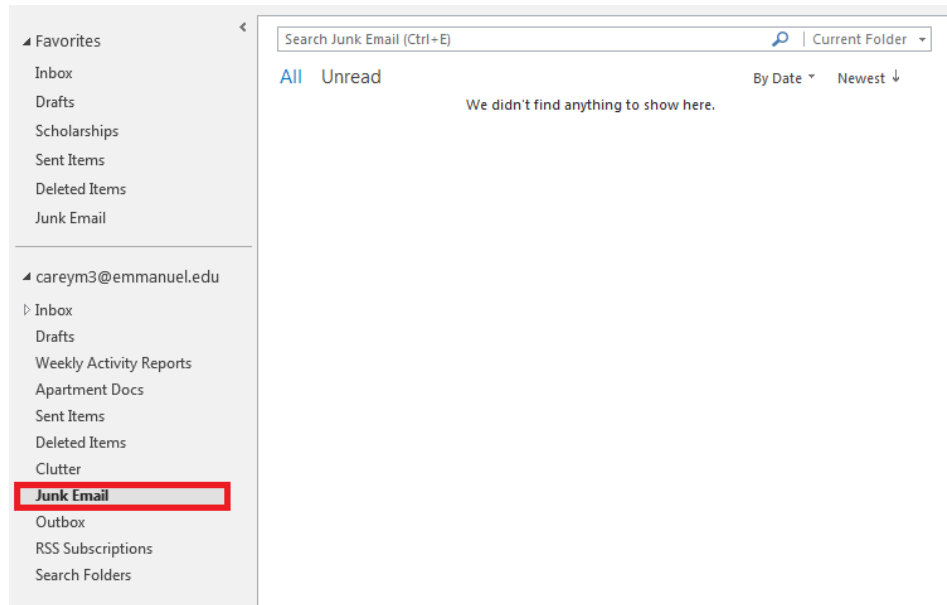 Favorites
Inbox
Drafts
Scholarships
Sent Items
Deleted Items
Junk Email
careym3@emmanuel.edu
Inbox
Drafts
Weekly Activity Reports
Apartment Docs
Sent Items
Deleted Items
Clutter
Junk Email
Outbox
RSS Subscriptions
Search Folders
Search Junk Email (Ctrl+E) Current Folder
All Unread By Date Newest
We didn't find anything to show here.